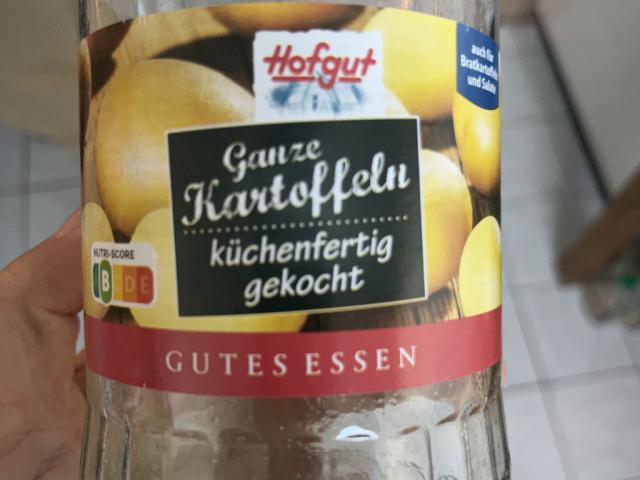 Hofgut
auch für
Bratkartoffeln
und Salate
Ganze
Kartoffeln
küchenfertig
gekocht
NUTRI-SCORE
B C D E
GUTES ESSEN